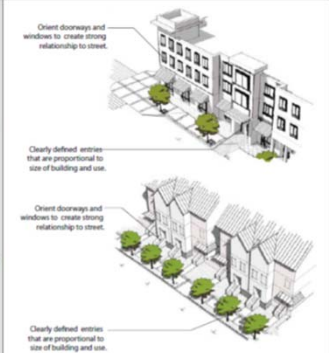 Orient doorways and
windows to create strong
relationship to street.
Clearly defined entries
that are proportional to
size of building and use.
Orient doorways and
windows to create strong
relationship to street.
Clearly defined entries
that are proportional to
size of building and use.